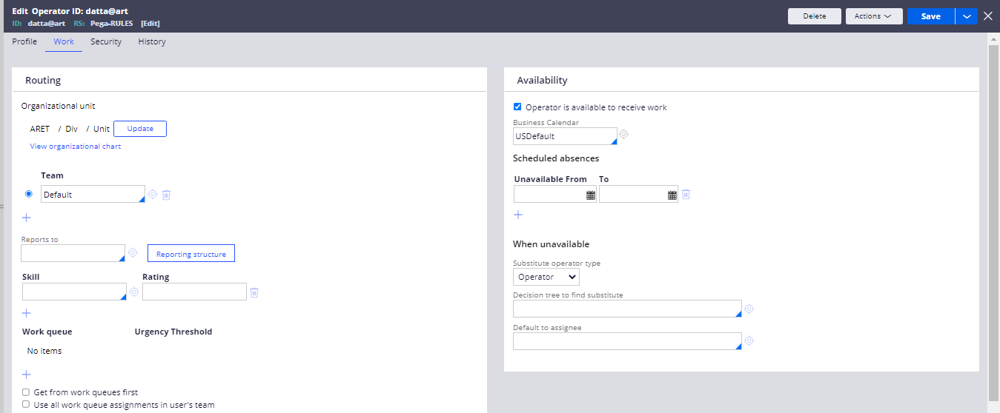 Edit Operator ID: datta@art
ID: datta@art RS: Pega-RULES [Edit]
Delete
Actions
Save
Profile
Work
Security
History
Routing
Organizational unit
ARET / Div / Unit Update
View organizational chart
Team
Default
Reports to
Reporting structure
Skill Rating
Work queue Urgency Threshold
No items
Get from work queues first
Use all work queue assignments in user's team
Availability
Operator is available to receive work
Business Calendar
USDefault
Scheduled absences
Unavailable From To
When unavailable
Substitute operator type
Operator
Decision tree to find substitute
Default to assignee